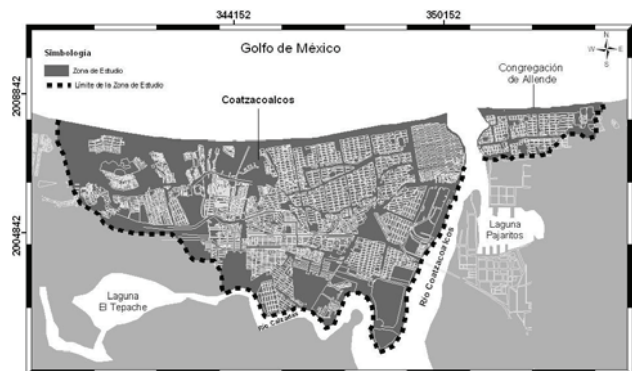 344152 350152
Golfo de México
Simbología
Zona de Estudio
Límite de la Zona de Estudio
N
W E
S
Congregación
de Allende
2008842
Coatzacoalcos
2004842
Laguna
Pajaritos
Río Coatzacoalcos
Laguna
El Tepache
Río Calzadas